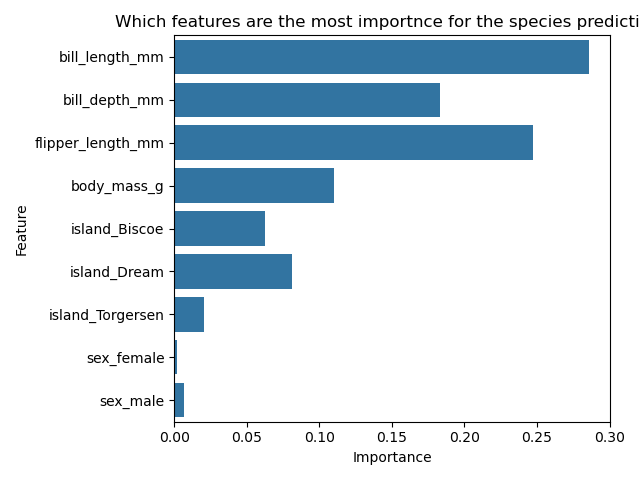 Which features are the most importnce for the species predicti
bill_length_mm
bill_depth_mm
flipper_length_mm
body_mass_g
island_Biscoe
island_Dream
island_Torgersen
sex_female
sex_male
Feature
0.00 0.05 0.10 0.15 0.20 0.25 0.30
Importance